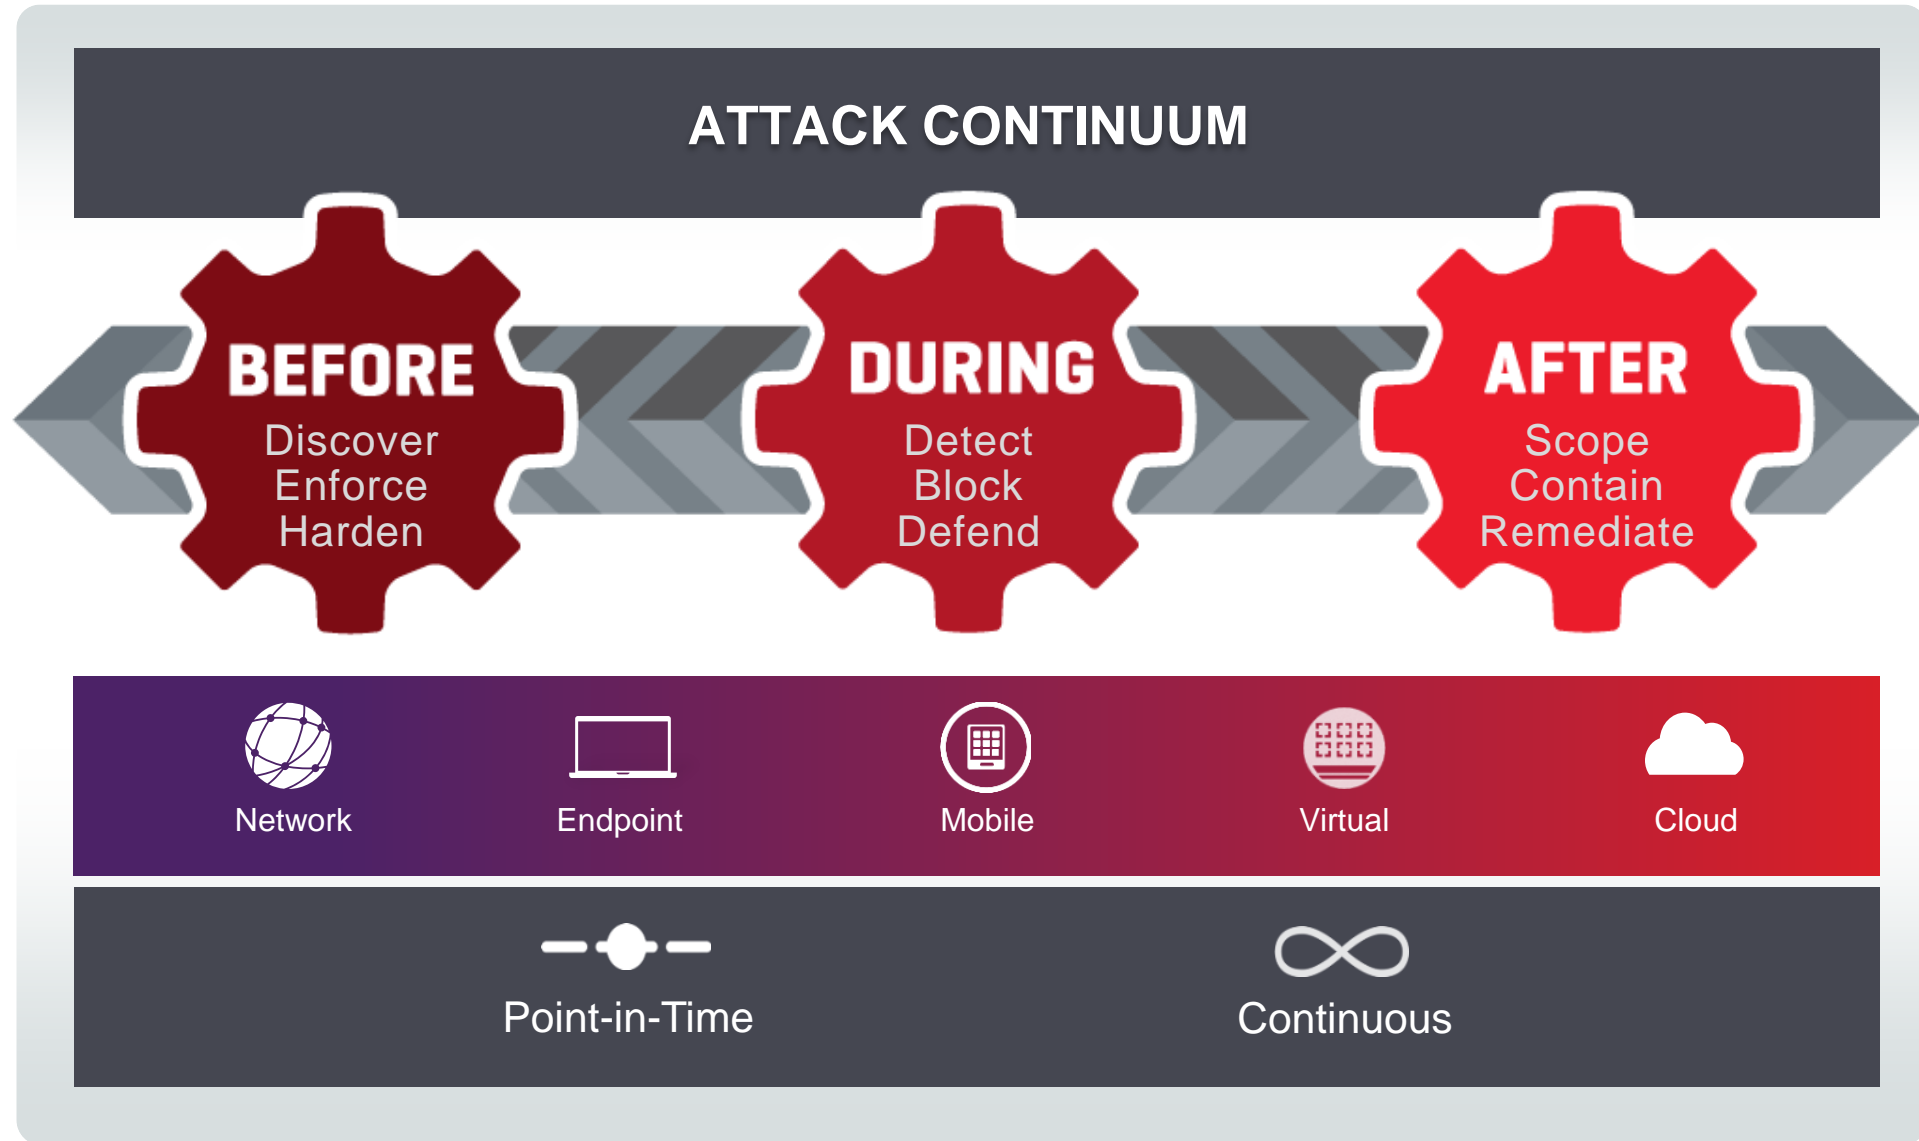 ATTACK CONTINUUM
BEFORE
Discover
Enforce
Harden
DURING
Detect
Block
Defend
AFTER
Scope
Contain
Remediate
Network
Endpoint
Mobile
Virtual
Cloud
Point-in-Time
Continuous